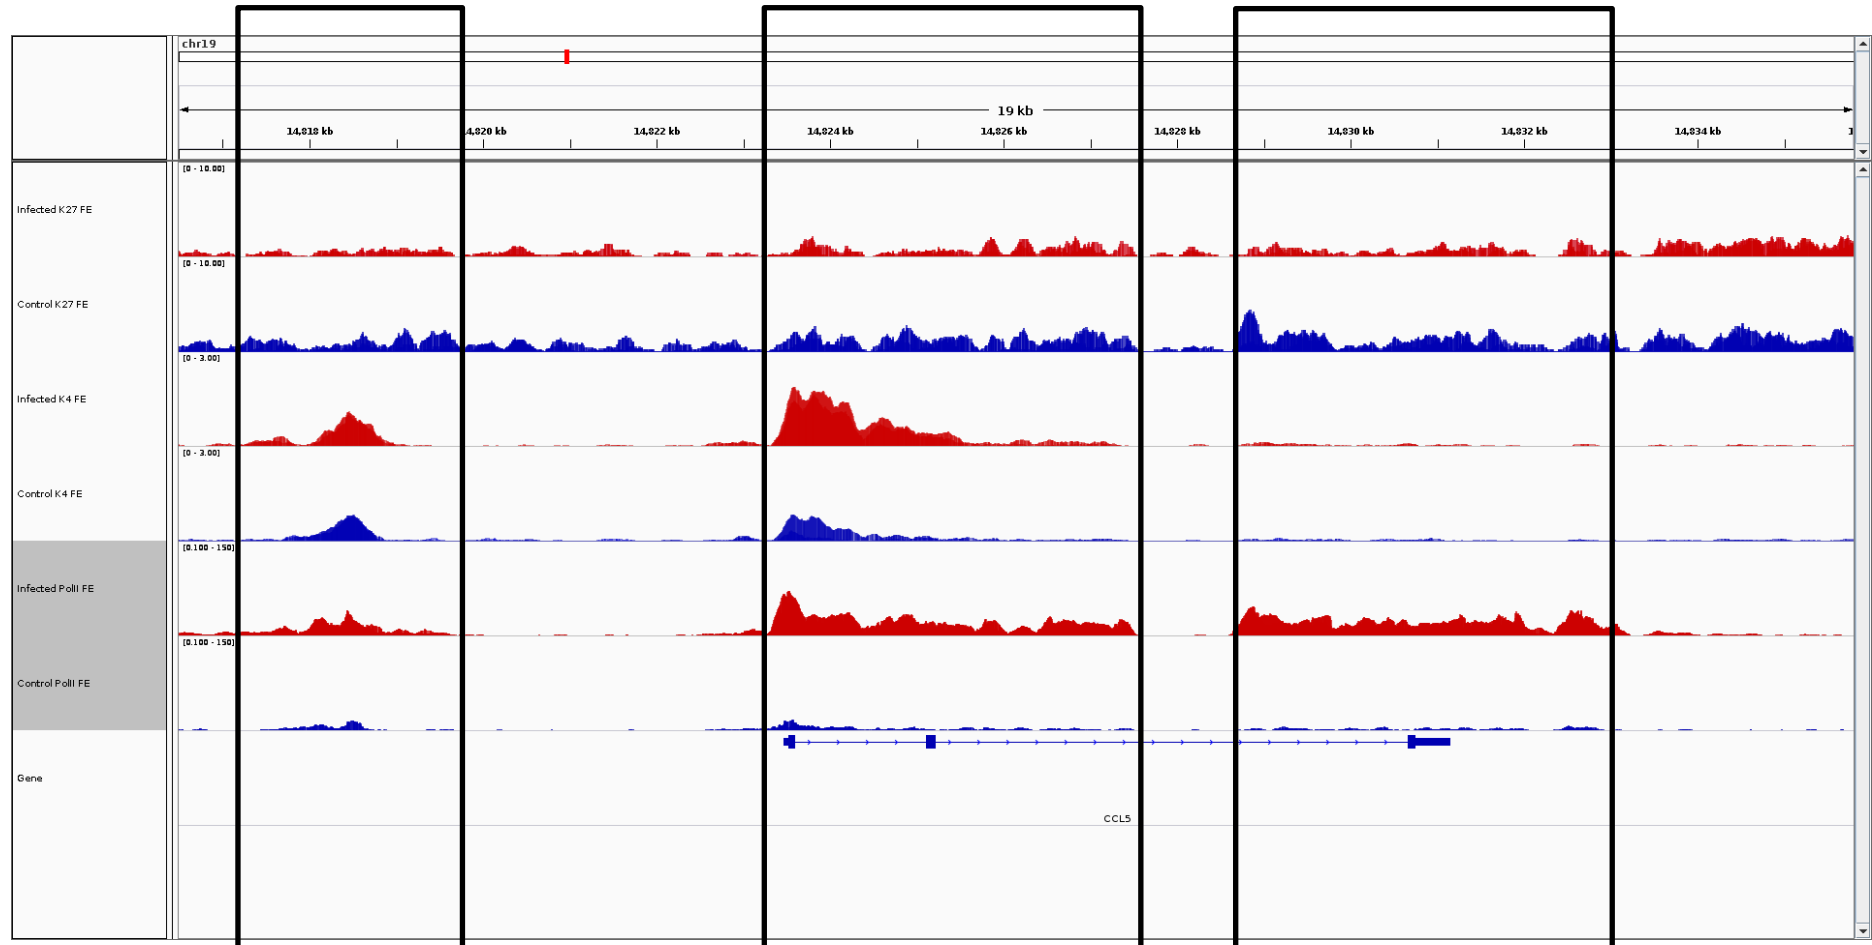 chr19
19 kb
14,818 kb 14,820 kb 14,822 kb 14,824 kb 14,826 kb 14,828 kb 14,830 kb 14,832 kb 14,834 kb
[0 - 10.00]
Infected K27 FE
[0 - 10.00]
Control K27 FE
[0 - 3.00]
Infected K4 FE
[0 - 3.00]
Control K4 FE
[0.100 - 150]
Infected PolII FE
[0.100 - 150]
Control PolII FE
Gene
CCL5